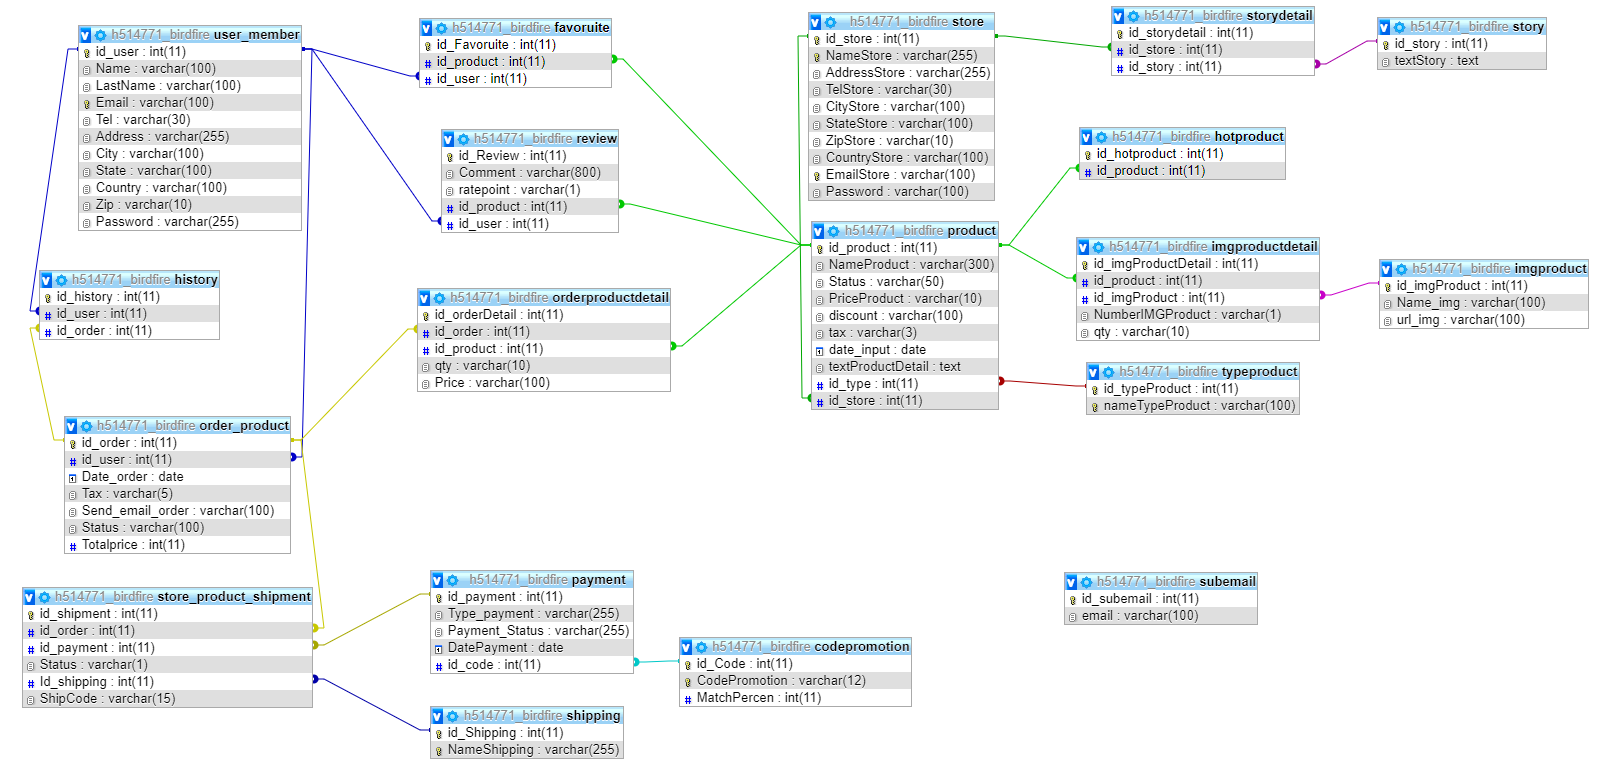 h514771_birdfire user_member
id_user : int(11)
Name : varchar(100)
LastName : varchar(100)
Email : varchar(100)
Tel : varchar(30)
Address : varchar(255)
City : varchar(100)
State : varchar(100)
Country : varchar(100)
Zip : varchar(10)
Password : varchar(255)
h514771_birdfire favoruite
id_Favoruite : int(11)
id_product : int(11)
id_user : int(11)
h514771_birdfire review
id_Review : int(11)
Comment : varchar(800)
ratepoint : varchar(1)
id_product : int(11)
id_user : int(11)
h514771_birdfire store
id_store : int(11)
NameStore : varchar(255)
AddressStore : varchar(255)
TelStore : varchar(30)
CityStore : varchar(100)
StateStore : varchar(100)
ZipStore : varchar(10)
CountryStore : varchar(100)
EmailStore : varchar(100)
Password : varchar(100)
h514771_birdfire storydetail
id_storydetail : int(11)
id_store : int(11)
id_story : int(11)
h514771_birdfire story
id_story : int(11)
textStory : text
h514771_birdfire hotproduct
id_hotproduct : int(11)
id_product : int(11)
h514771_birdfire product
id_product : int(11)
NameProduct : varchar(300)
Status : varchar(50)
PriceProduct : varchar(10)
discount : varchar(100)
tax : varchar(3)
date_input : date
textProductDetail : text
id_type : int(11)
id_store : int(11)
h514771_birdfire imgproductdetail
id_imgProductDetail : int(11)
id_product : int(11)
id_imgProduct : int(11)
NumberIMGProduct : varchar(1)
qty : varchar(10)
h514771_birdfire imgproduct
id_imgProduct : int(11)
Name_img : varchar(100)
url_img : varchar(100)
h514771_birdfire typeproduct
id_typeProduct : int(11)
nameTypeProduct : varchar(100)
h514771_birdfire history
id_history : int(11)
id_user : int(11)
id_order : int(11)
h514771_birdfire orderproductdetail
id_orderDetail : int(11)
id_order : int(11)
id_product : int(11)
qty : varchar(10)
Price : varchar(100)
h514771_birdfire order_product
id_order : int(11)
id_user : int(11)
Date_order : date
Tax : varchar(5)
Send_email_order : varchar(100)
Status : varchar(100)
Totalprice : int(11)
h514771_birdfire store_product_shipment
id_shipment : int(11)
id_order : int(11)
id_payment : int(11)
Status : varchar(1)
Id_shipping : int(11)
ShipCode : varchar(15)
h514771_birdfire payment
id_payment : int(11)
Type_payment : varchar(255)
Payment_Status : varchar(255)
DatePayment : date
id_code : int(11)
h514771_birdfire codepromotion
id_Code : int(11)
CodePromotion : varchar(12)
MatchPercen : int(11)
h514771_birdfire shipping
id_Shipping : int(11)
NameShipping : varchar(255)
h514771_birdfire subemail
id_subemail : int(11)
email : varchar(100)